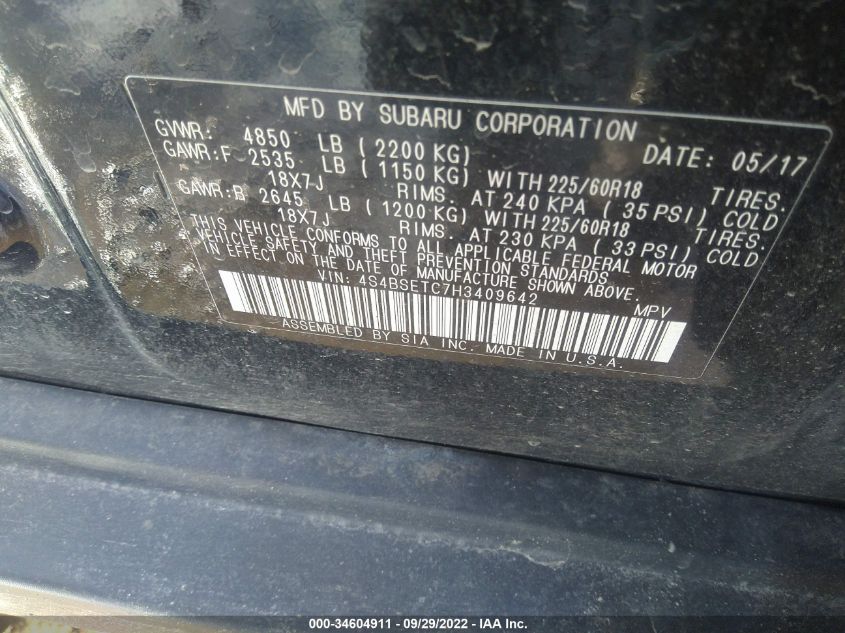 MFD BY SUBARU CORPORATION
GVWR: 4850 LB ( 2200 KG) DATE: 05/17
GAWR:F 2535 LB ( 1150 KG) WITH 225/60R18 TIRES.
18X7J RIMS. AT 240 KPA ( 35 PSI) COLD
GAWR:R 2645 LB ( 1200 KG) WITH 225/60R18 TIRES.
18X7J RIMS. AT 230 KPA ( 33 PSI) COLD
THIS VEHICLE CONFORMS TO ALL APPLICABLE FEDERAL MOTOR
VEHICLE SAFETY AND THEFT PREVENTION STANDARDS
IN EFFECT ON THE DATE OF MANUFACTURE SHOWN ABOVE.
VIN: 4S4BSETC7H3409642 MPV
ASSEMBLED BY SIA INC. MADE IN U.S.A.
000-34604911 - 09/29/2022 - IAA Inc.